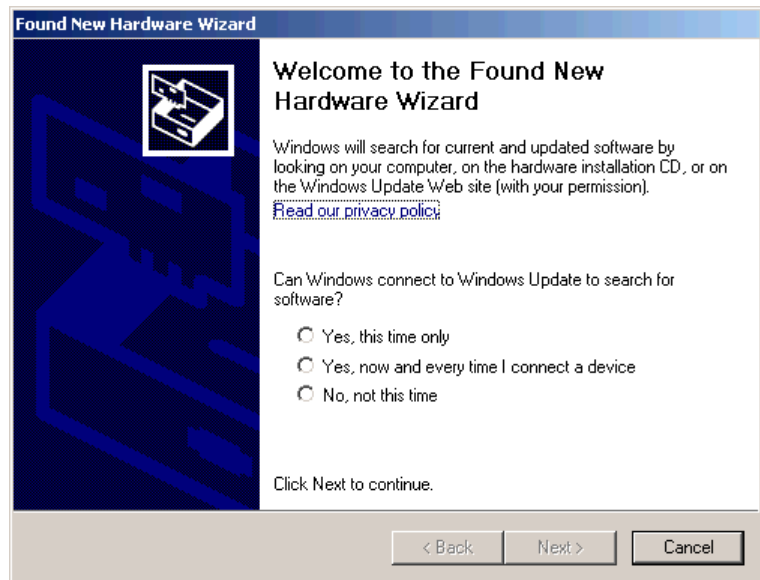 Found New Hardware Wizard
Welcome to the Found New
Hardware Wizard
Windows will search for current and updated software by
looking on your computer, on the hardware installation CD, or on
the Windows Update Web site (with your permission).
Read our privacy policy
Can Windows connect to Windows Update to search for
software?
Yes, this time only
Yes, now and every time I connect a device
No, not this time
Click Next to continue.
< Back Next > Cancel